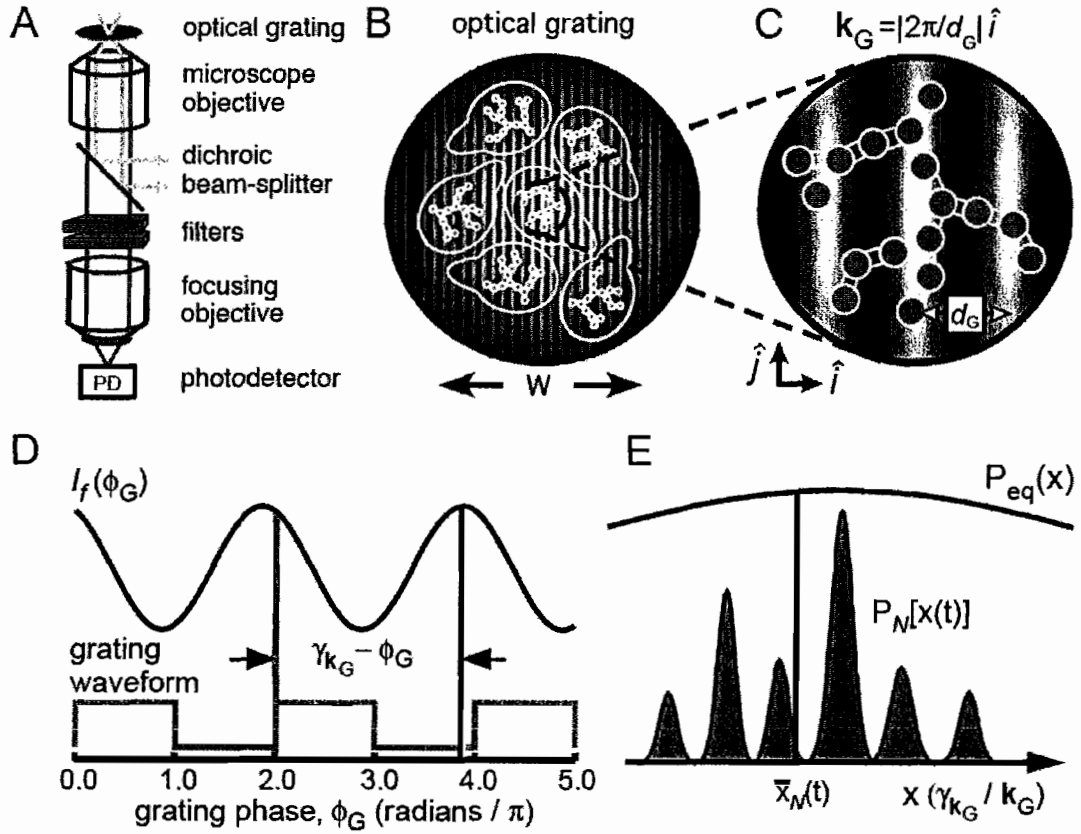 A
optical grating
microscope
objective
dichroic
beam-splitter
filters
focusing
objective
PD
photodetector
B
optical grating
W
C
k_G = |2π/d_G| î
d_G
ĵ
î
D
I_f(ϕ_G)
grating
waveform
γ_k_G − ϕ_G
0.0 1.0 2.0 3.0 4.0 5.0
grating phase, ϕ_G (radians / π)
E
P_eq(x)
P_N[x(t)]
x̄_N(t)
x (γ_k_G / k_G)